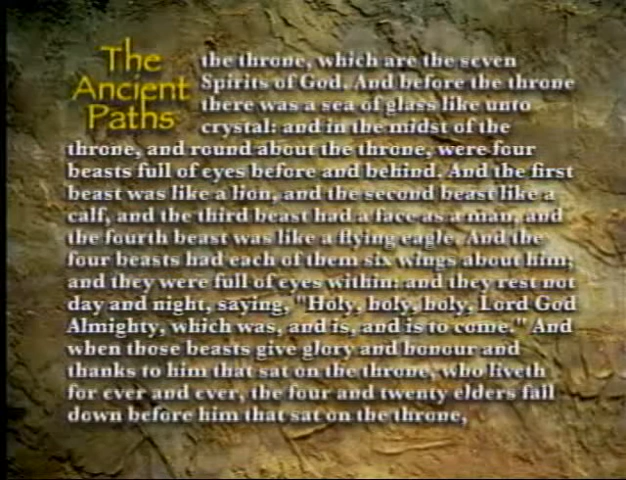 The
Ancient
Paths
the throne, which are the seven
Spirits of God. And before the throne
there was a sea of glass like unto
crystal: and in the midst of the
throne, and round about the throne, were four
beasts full of eyes before and behind. And the first
beast was like a lion, and the second beast like a
calf, and the third beast had a face as a man, and
the fourth beast was like a flying eagle. And the
four beasts had each of them six wings about him;
and they were full of eyes within: and they rest not
day and night, saying, "Holy, holy, holy, Lord God
Almighty, which was, and is, and is to come." And
when those beasts give glory and honour and
thanks to him that sat on the throne, who liveth
for ever and ever, the four and twenty elders fall
down before him that sat on the throne,